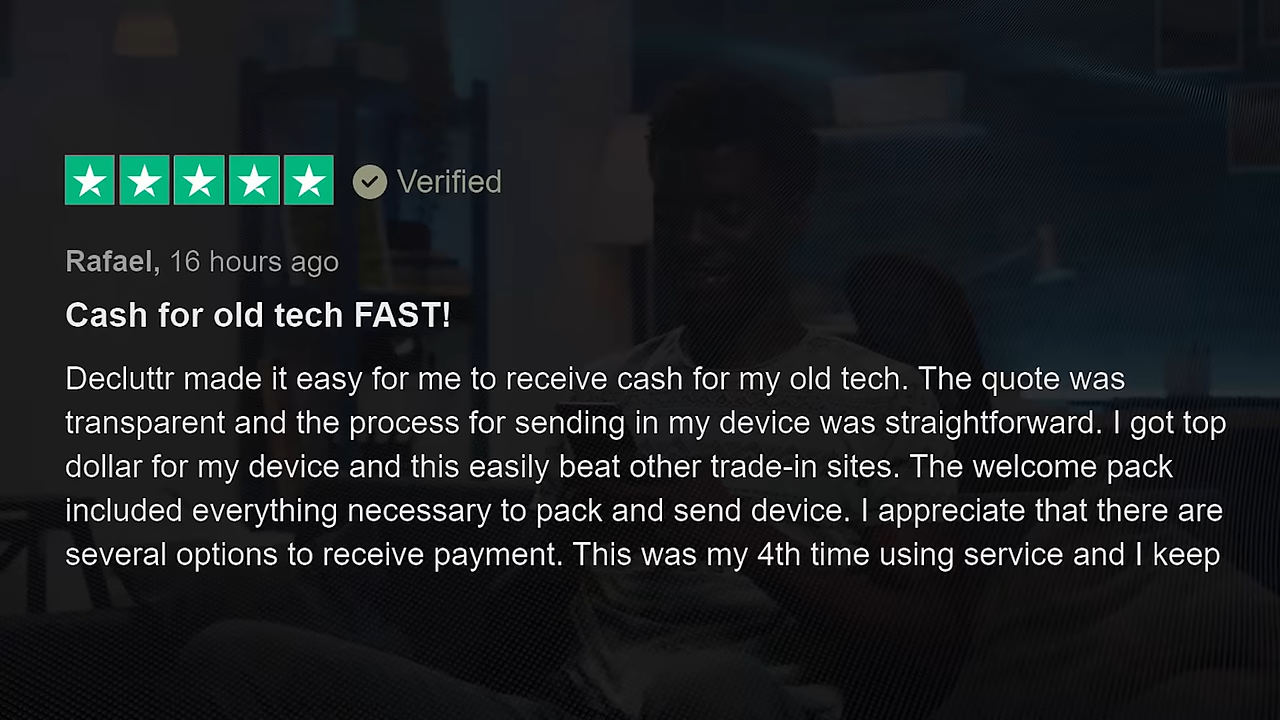 Verified
Rafael, 16 hours ago
Cash for old tech FAST!
Decluttr made it easy for me to receive cash for my old tech. The quote was
transparent and the process for sending in my device was straightforward. I got top
dollar for my device and this easily beat other trade-in sites. The welcome pack
included everything necessary to pack and send device. I appreciate that there are
several options to receive payment. This was my 4th time using service and I keep